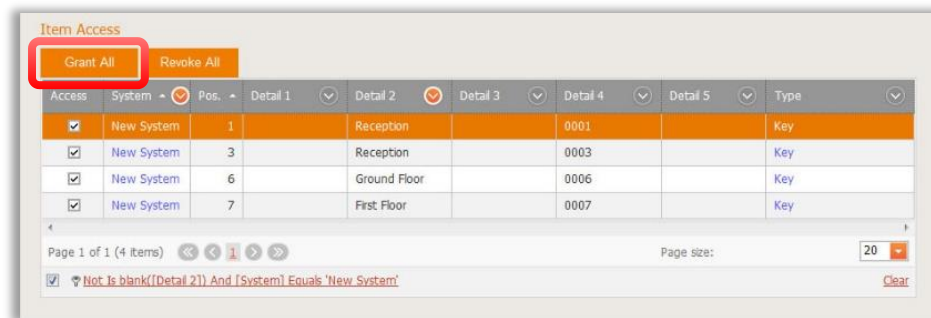 Item Access
Grant All Revoke All
Access System Pos. Detail 1 Detail 2 Detail 3 Detail 4 Detail 5 Type
New System 1 Reception 0001 Key
New System 3 Reception 0003 Key
New System 6 Ground Floor 0006 Key
New System 7 First Floor 0007 Key
Page 1 of 1 (4 items) 1 Page size: 20
Not Is blank([Detail 2]) And [System] Equals 'New System' Clear